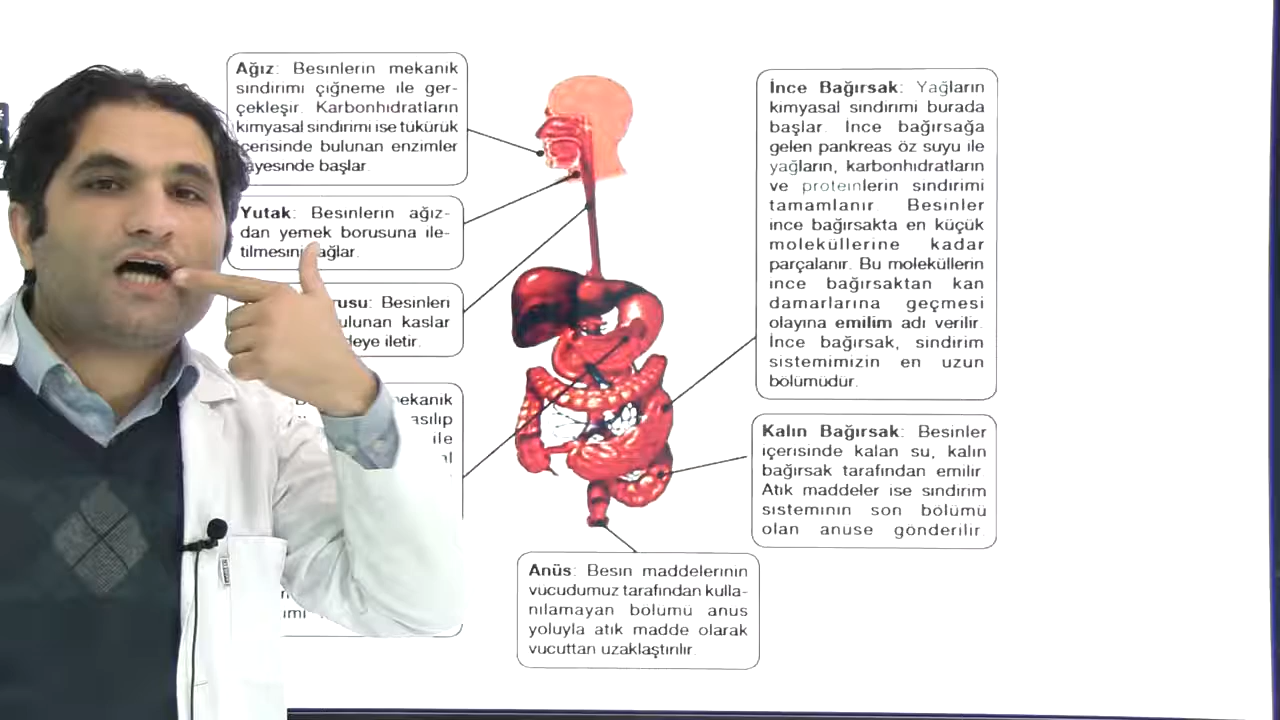 Ağız: Besinlerin mekanik
sindirimi çiğneme ile ger-
çekleşir. Karbonhidratların
kimyasal sindirimi ise tükürük
içerisinde bulunan enzimler
sayesinde başlar.
Yutak: Besinlerin ağız-
dan yemek borusuna ile-
tilmesini sağlar.
rusu: Besinleri
ulunan kaslar
deye iletir.
mekanik
asılıp
ile
İnce Bağırsak: Yağların
kimyasal sindirimi burada
başlar. İnce bağırsağa
gelen pankreas öz suyu ile
yağların, karbonhidratların
ve proteinlerin sindirimi
tamamlanır. Besinler
ince bağırsakta en küçük
moleküllerine kadar
parçalanır. Bu moleküllerin
ince bağırsaktan kan
damarlarına geçmesi
olayına emilim adı verilir.
İnce bağırsak, sindirim
sistemimizin en uzun
bölümüdür.
Kalın Bağırsak: Besinler
içerisinde kalan su, kalın
bağırsak tarafından emilir.
Atık maddeler ise sindirim
sisteminin son bölümü
olan anüse gönderilir
Anüs: Besin maddelerinin
vücudumuz tarafından kulla-
nılamayan bölümü anüs
yoluyla atık madde olarak
vücuttan uzaklaştırılır.